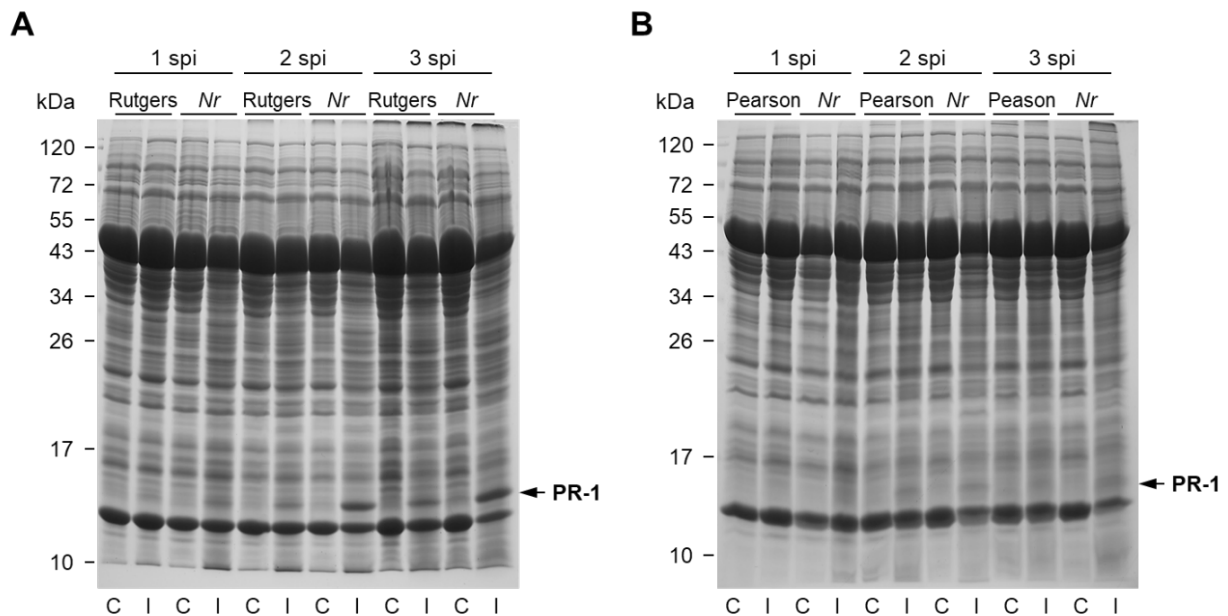 A
1 spi 2 spi 3 spi
kDa Rutgers Nr Rutgers Nr Rutgers Nr
120
72
55
43
34
26
17
PR-1
10
C I C I C I C I C I C I
B
1 spi 2 spi 3 spi
kDa Pearson Nr Pearson Nr Peason Nr
120
72
55
43
34
26
17
PR-1
10
C I C I C I C I C I C I